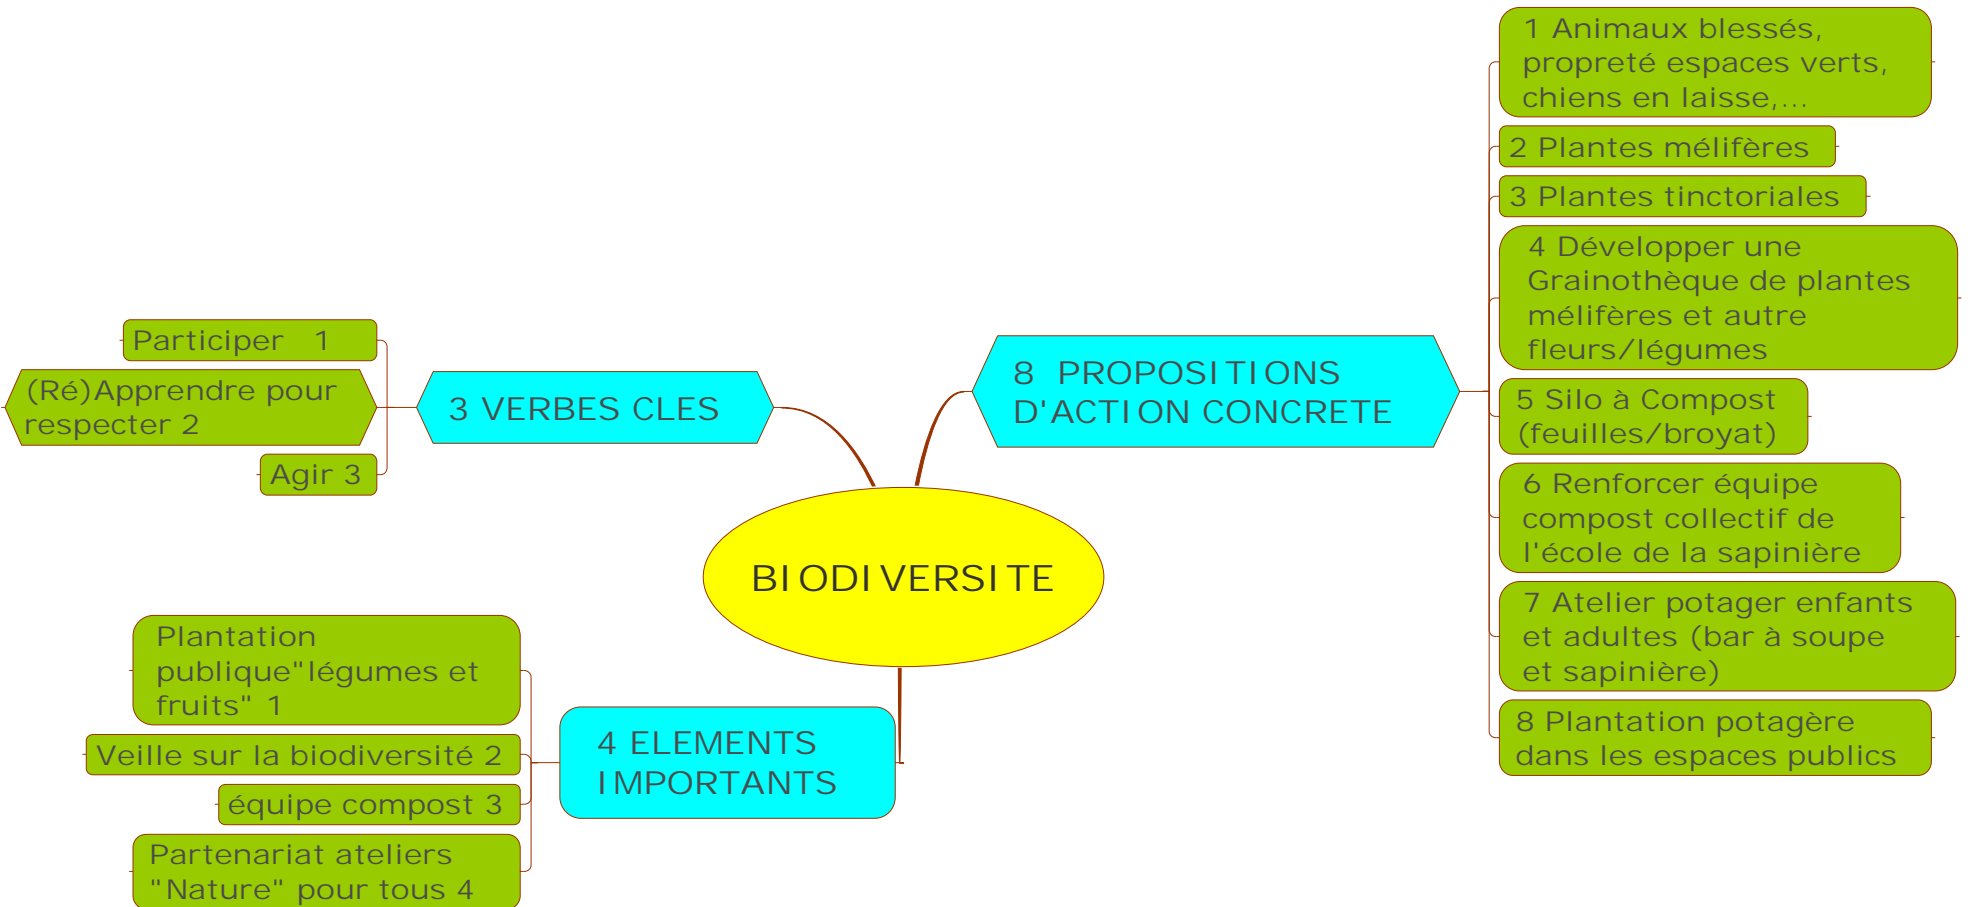 BIODIVERSITE
3 VERBES CLES
Participer 1
(Ré)Apprendre pour
respecter 2
Agir 3
4 ELEMENTS
IMPORTANTS
Plantation
publique"légumes et
fruits" 1
Veille sur la biodiversité 2
équipe compost 3
Partenariat ateliers
"Nature" pour tous 4
8 PROPOSITIONS
D'ACTION CONCRETE
1 Animaux blessés,
propreté espaces verts,
chiens en laisse,...
2 Plantes mélifères
3 Plantes tinctoriales
4 Développer une
Grainothèque de plantes
mélifères et autre
fleurs/légumes
5 Silo à Compost
(feuilles/broyat)
6 Renforcer équipe
compost collectif de
l'école de la sapinière
7 Atelier potager enfants
et adultes (bar à soupe
et sapinière)
8 Plantation potagère
dans les espaces publics